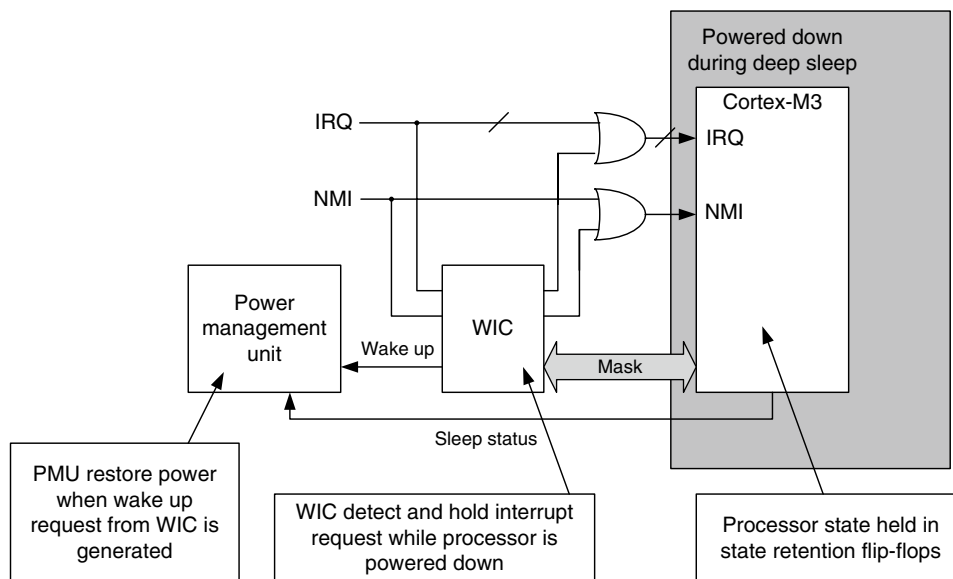 Powered down
during deep sleep
Cortex-M3
IRQ
IRQ
NMI
NMI
Power
management
unit
WIC
Wake up
Mask
Sleep status
PMU restore power
when wake up
request from WIC is
generated
WIC detect and hold interrupt
request while processor is
powered down
Processor state held in
state retention flip-flops